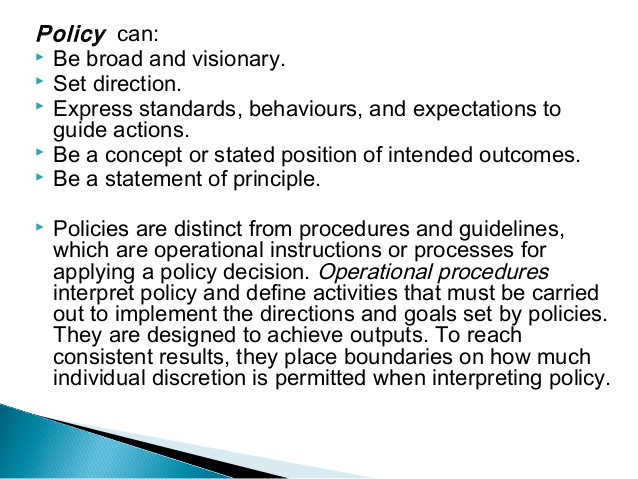 Policy can:
Be broad and visionary.
Set direction.
Express standards, behaviours, and expectations to
guide actions.
Be a concept or stated position of intended outcomes.
Be a statement of principle.
Policies are distinct from procedures and guidelines,
which are operational instructions or processes for
applying a policy decision. Operational procedures
interpret policy and define activities that must be carried
out to implement the directions and goals set by policies.
They are designed to achieve outputs. To reach
consistent results, they place boundaries on how much
individual discretion is permitted when interpreting policy.